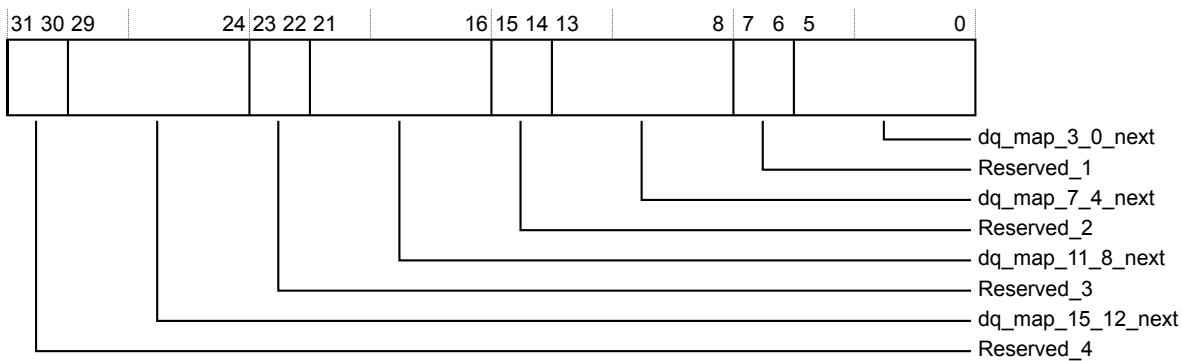 31 30 29 24 23 22 21 16 15 14 13 8 7 6 5 0
dq_map_3_0_next
Reserved_1
dq_map_7_4_next
Reserved_2
dq_map_11_8_next
Reserved_3
dq_map_15_12_next
Reserved_4